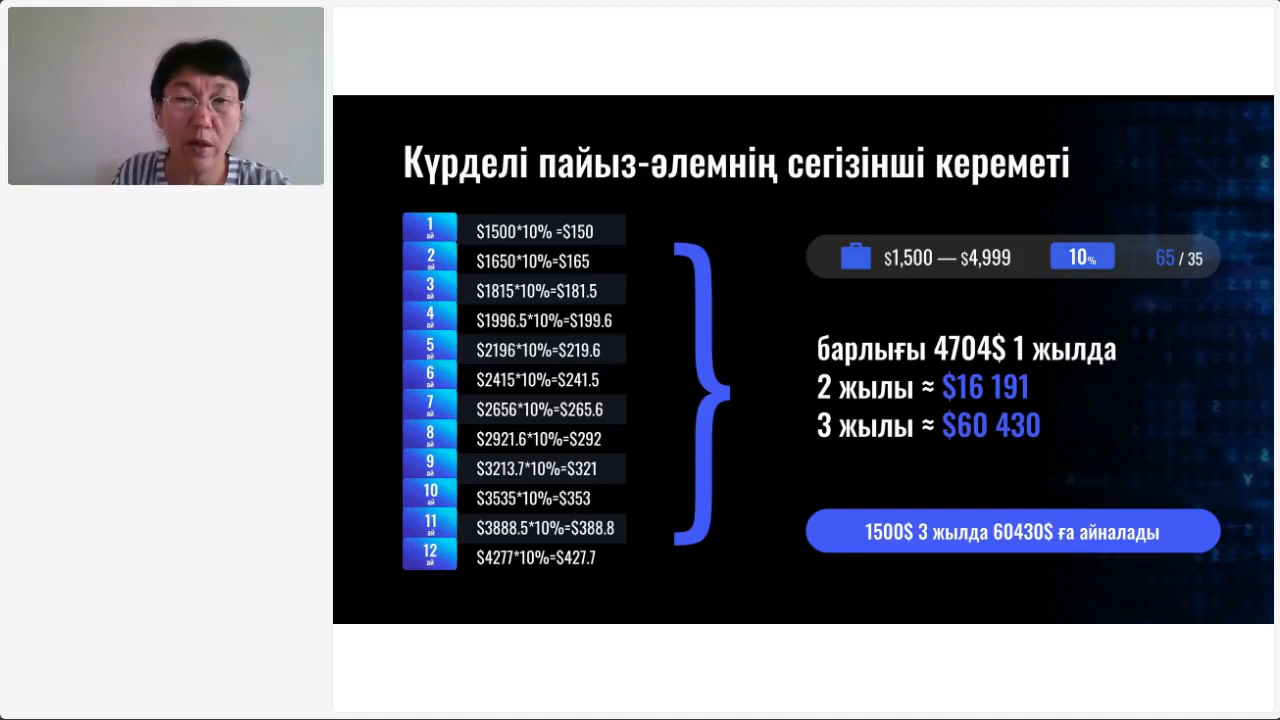 Күрделі пайыз-әлемнің сегізінші кереметі
1 ай $1500*10% =$150
2 ай $1650*10%=$165
3 ай $1815*10%=$181.5
4 ай $1996.5*10%=$199.6
5 ай $2196*10%=$219.6
6 ай $2415*10%=$241.5
7 ай $2656*10%=$265.6
8 ай $2921.6*10%=$292
9 ай $3213.7*10%=$321
10 ай $3535*10%=$353
11 ай $3888.5*10%=$388.8
12 ай $4277*10%=$427.7
$1,500 — $4,999 10% 65 / 35
барлығы 4704$ 1 жылда
2 жылы ≈ $16 191
3 жылы ≈ $60 430
1500$ 3 жылда 60430$ ға айналады